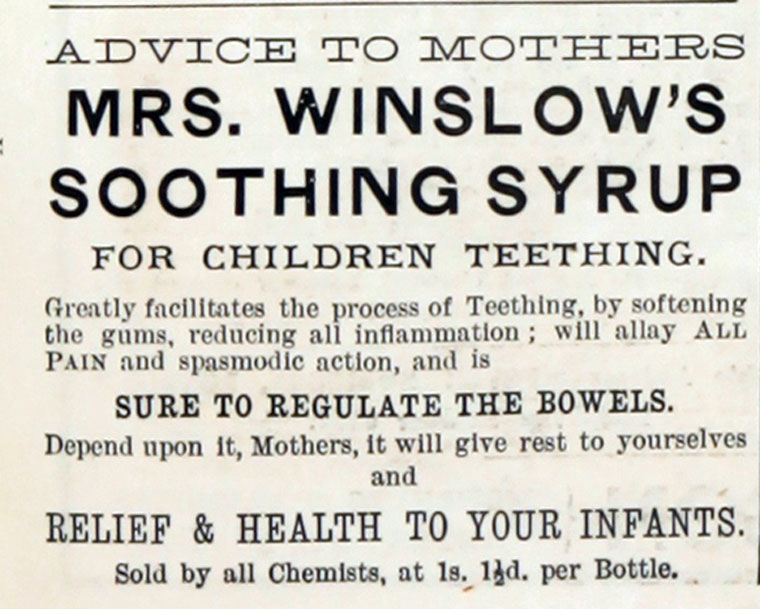 ADVICE TO MOTHERS
MRS. WINSLOW'S
SOOTHING SYRUP
FOR CHILDREN TEETHING.
Greatly facilitates the process of Teething, by softening
the gums, reducing all inflammation ; will allay ALL
PAIN and spasmodic action, and is
SURE TO REGULATE THE BOWELS.
Depend upon it, Mothers, it will give rest to yourselves
and
RELIEF & HEALTH TO YOUR INFANTS.
Sold by all Chemists, at 1s. 1½d. per Bottle.